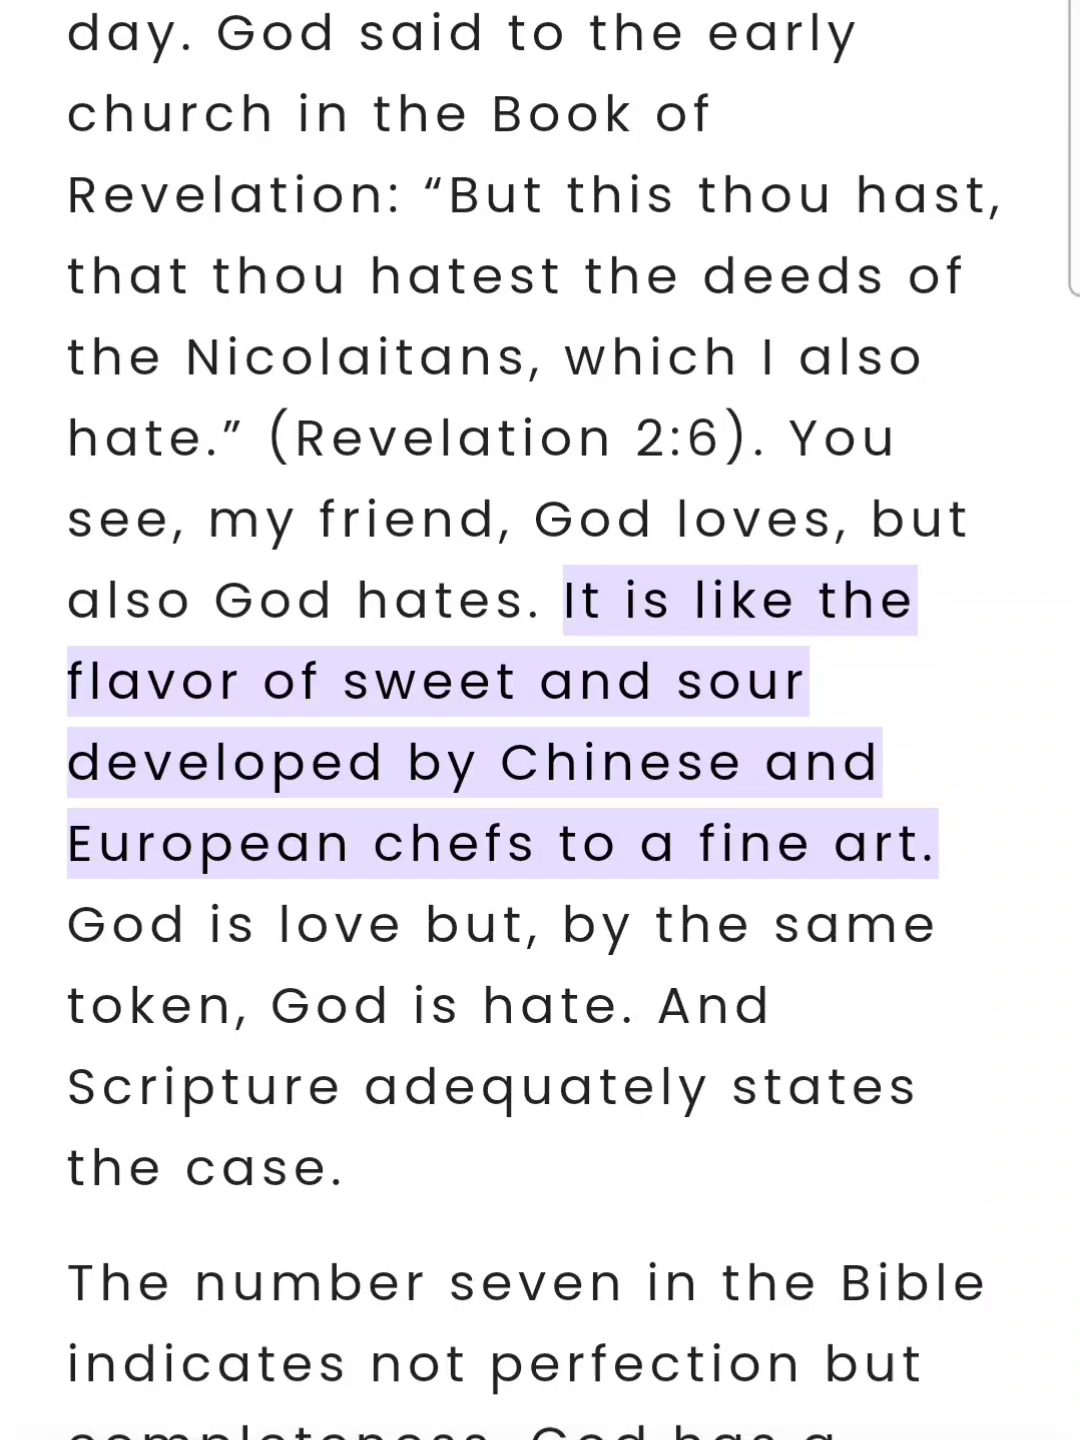 day. God said to the early
church in the Book of
Revelation: “But this thou hast,
that thou hatest the deeds of
the Nicolaitans, which I also
hate.” (Revelation 2:6). You
see, my friend, God loves, but
also God hates. It is like the
flavor of sweet and sour
developed by Chinese and
European chefs to a fine art.
God is love but, by the same
token, God is hate. And
Scripture adequately states
the case.
The number seven in the Bible
indicates not perfection but
completeness. God has a